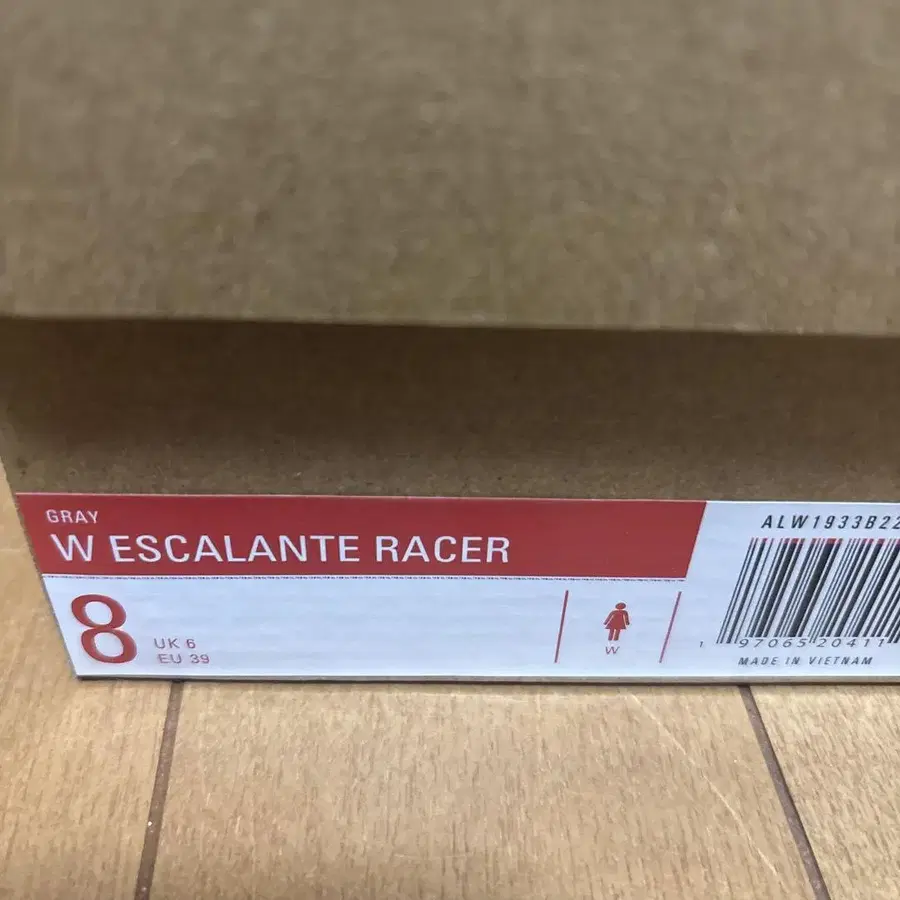 GRAY
W ESCALANTE RACER
8
UK 6
EU 39
W
ALW1933B22
1 97065 20411
MADE IN VIETNAM